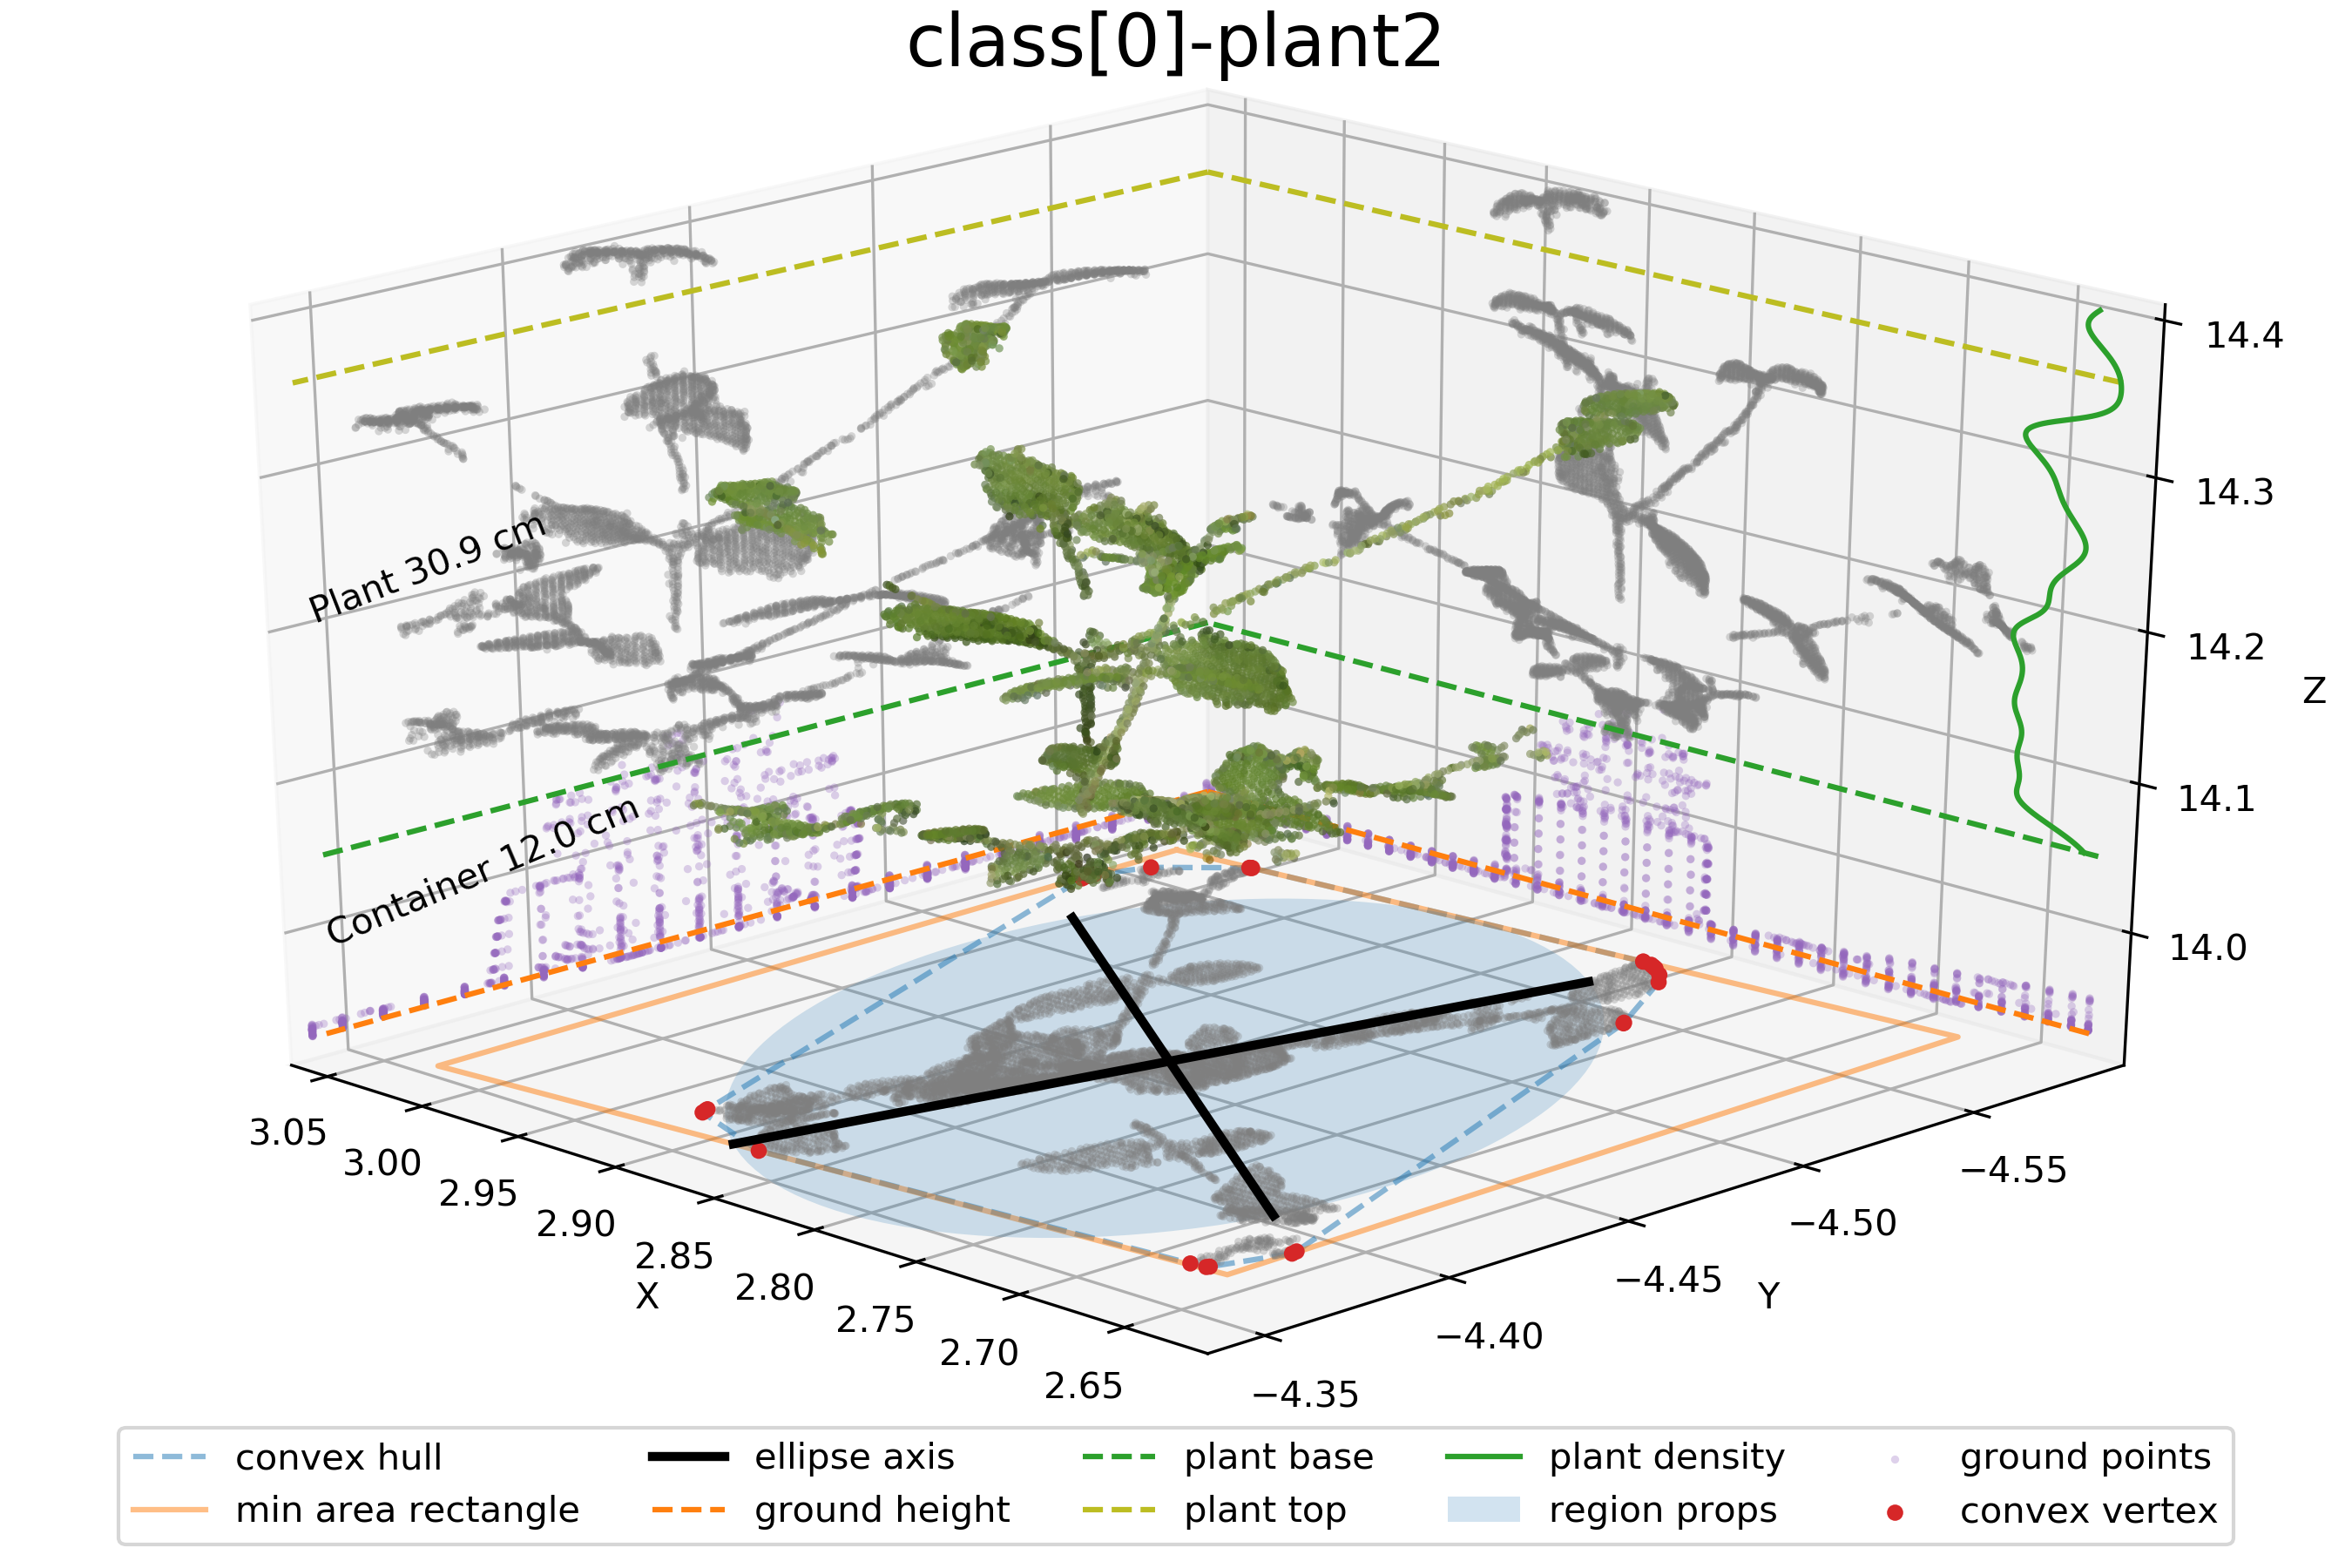 class[0]-plant2
Plant 30.9 cm
Container 12.0 cm
14.4
14.3
14.2
14.1
14.0
Z
3.05
3.00
2.95
2.90
2.85
2.80
2.75
2.70
2.65
X
−4.55
−4.50
−4.45
−4.40
−4.35
Y
convex hull
min area rectangle
ellipse axis
ground height
plant base
plant top
plant density
region props
ground points
convex vertex